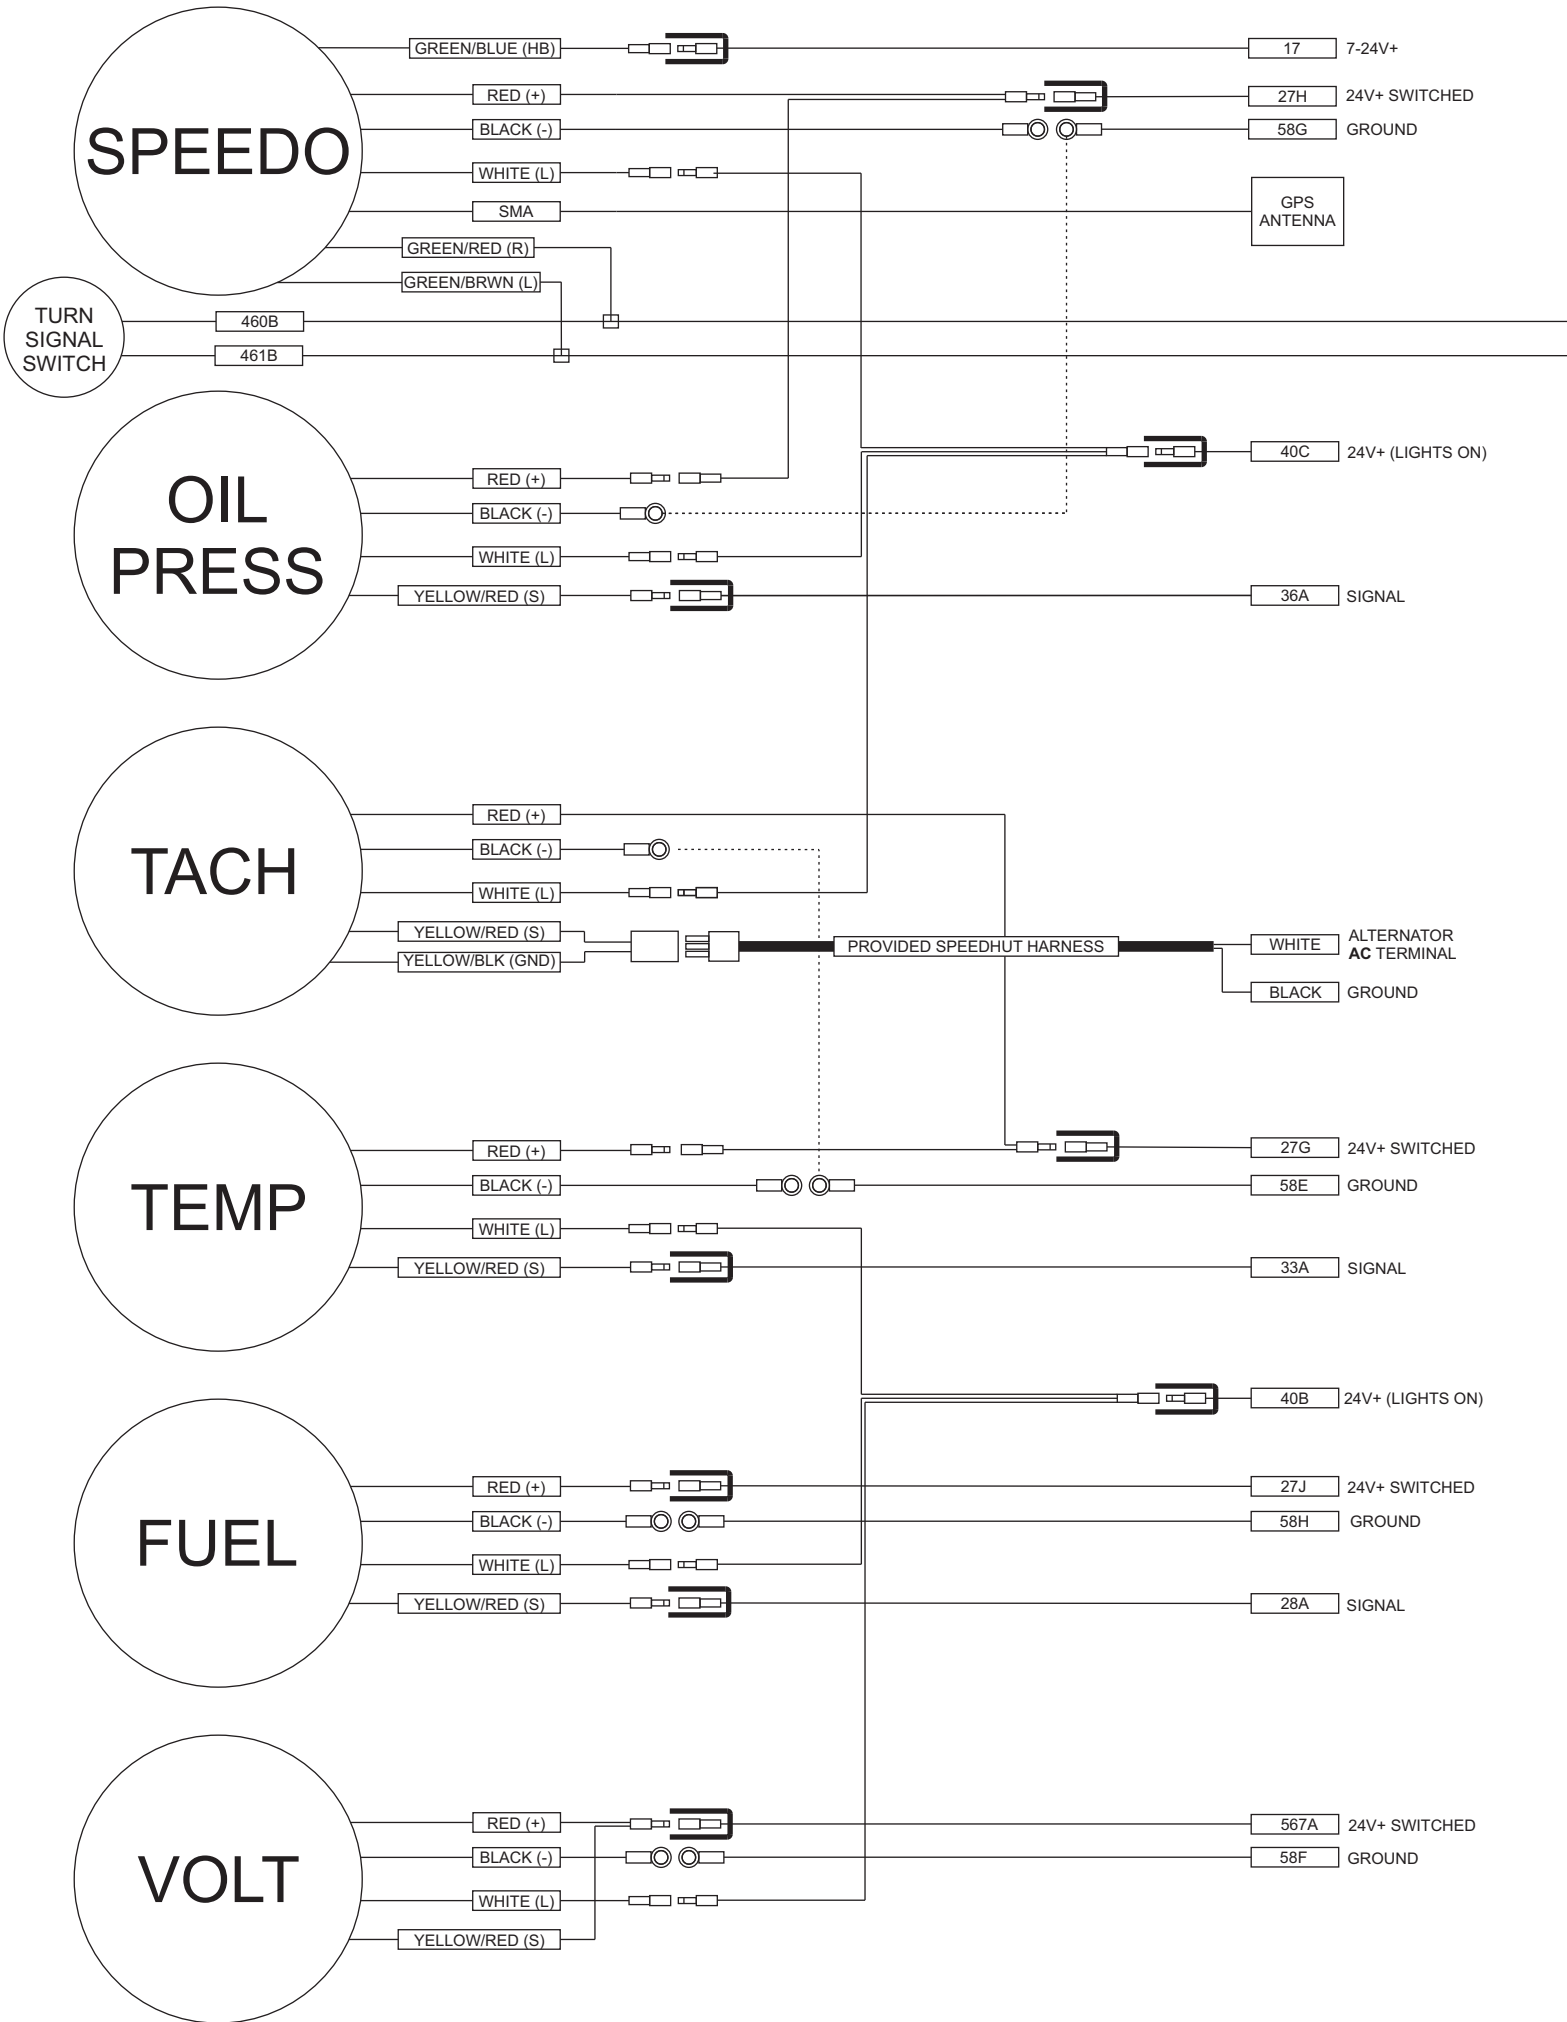 GREEN/BLUE (HB)
17
7-24V+
RED (+)
27H
24V+ SWITCHED
BLACK (-)
58G
GROUND
SPEEDO
WHITE (L)
SMA
GPS
ANTENNA
GREEN/RED (R)
GREEN/BRWN (L)
TURN
SIGNAL
SWITCH
460B
461B
OIL
PRESS
40C
24V+ (LIGHTS ON)
RED (+)
BLACK (-)
WHITE (L)
YELLOW/RED (S)
36A
SIGNAL
TACH
RED (+)
BLACK (-)
WHITE (L)
YELLOW/RED (S)
YELLOW/BLK (GND)
PROVIDED SPEEDHUT HARNESS
WHITE
ALTERNATOR
AC TERMINAL
BLACK
GROUND
TEMP
RED (+)
27G
24V+ SWITCHED
BLACK (-)
58E
GROUND
WHITE (L)
YELLOW/RED (S)
33A
SIGNAL
40B
24V+ (LIGHTS ON)
FUEL
RED (+)
27J
24V+ SWITCHED
BLACK (-)
58H
GROUND
WHITE (L)
YELLOW/RED (S)
28A
SIGNAL
VOLT
RED (+)
567A
24V+ SWITCHED
BLACK (-)
58F
GROUND
WHITE (L)
YELLOW/RED (S)